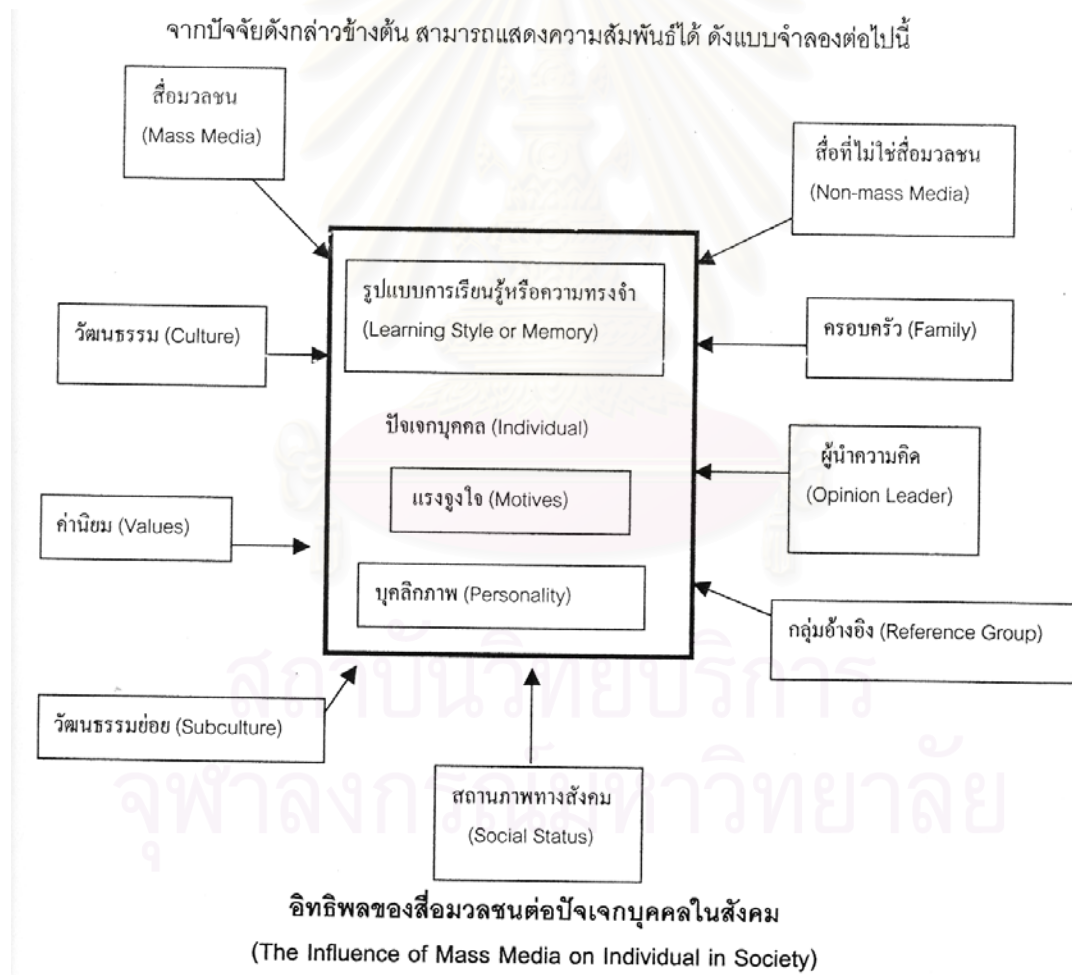 จากปัจจัยดังกล่าวข้างต้น สามารถแสดงความสัมพันธ์ได้ ดังแบบจำลองต่อไปนี้
สื่อมวลชน
(Mass Media)
สื่อที่ไม่ใช่สื่อมวลชน
(Non-mass Media)
รูปแบบการเรียนรู้หรือความทรงจำ
(Learning Style or Memory)
วัฒนธรรม (Culture)
ครอบครัว (Family)
ปัจเจกบุคคล (Individual)
ผู้นำความคิด
(Opinion Leader)
แรงจูงใจ (Motives)
ค่านิยม (Values)
บุคลิกภาพ (Personality)
กลุ่มอ้างอิง (Reference Group)
วัฒนธรรมย่อย (Subculture)
สถาบันวิทยบริการ
จุฬาลงกรณ์มหาวิทยาลัย
สถานภาพทางสังคม
(Social Status)
อิทธิพลของสื่อมวลชนต่อปัจเจกบุคคลในสังคม
(The Influence of Mass Media on Individual in Society)